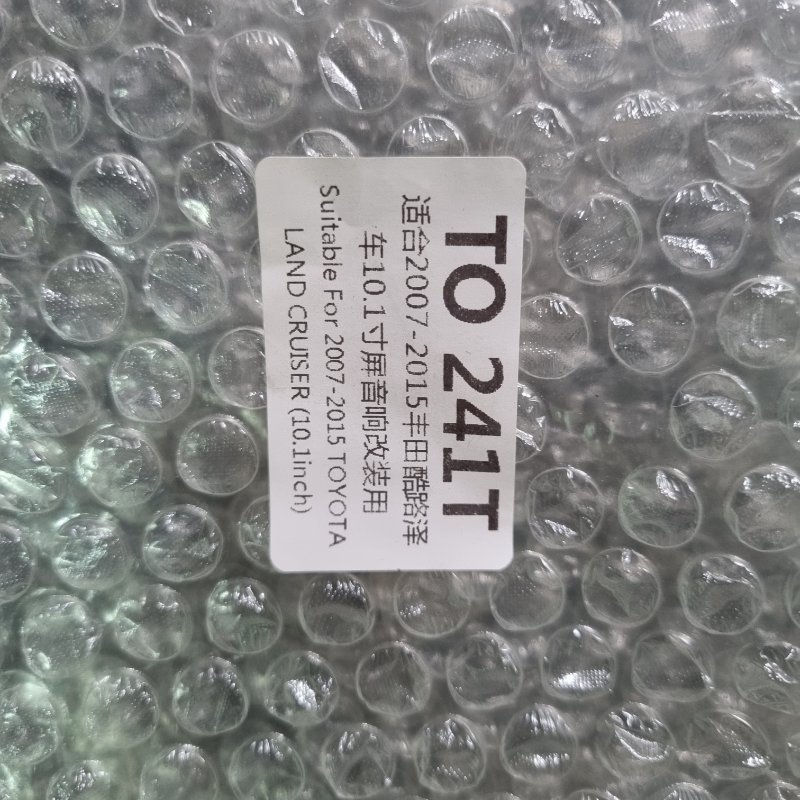 TO 241T
适合2007-2015丰田酷路泽
车10.1寸屏音响改装用
Suitable For 2007-2015 TOYOTA
LAND CRUISER (10.1inch)